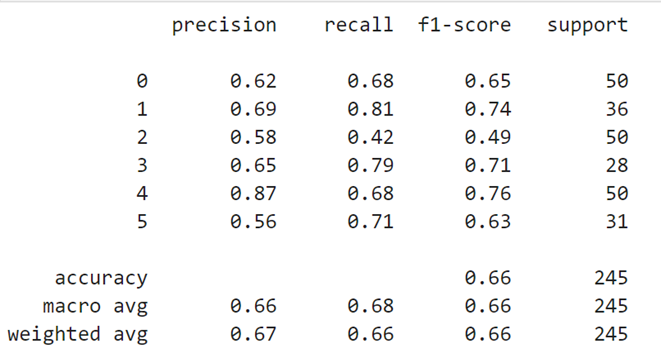 precision recall f1-score support
0 0.62 0.68 0.65 50
1 0.69 0.81 0.74 36
2 0.58 0.42 0.49 50
3 0.65 0.79 0.71 28
4 0.87 0.68 0.76 50
5 0.56 0.71 0.63 31
accuracy 0.66 245
macro avg 0.66 0.68 0.66 245
weighted avg 0.67 0.66 0.66 245